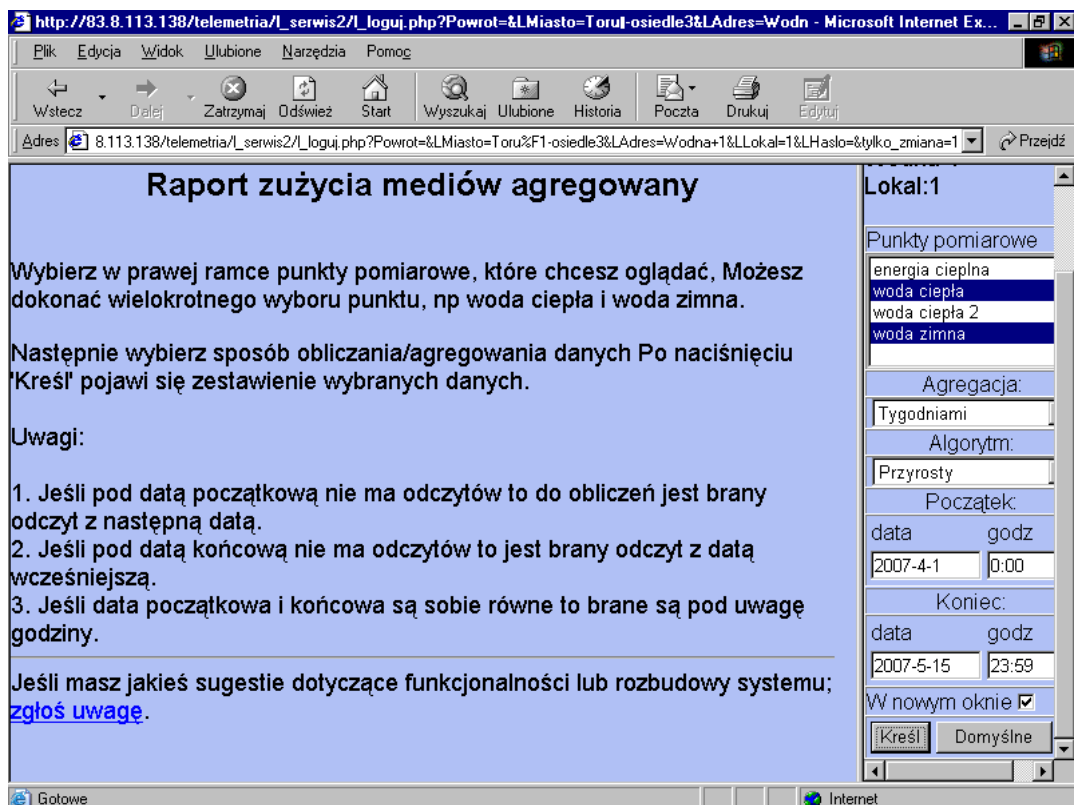 http://83.8.113.138/telemetria/l_serwis2/l_loguj.php?Powrot=&LMiasto=Toruń-osiedle3&LAdres=Wodn - Microsoft Internet Ex...
Plik Edycja Widok Ulubione Narzędzia Pomoc
Wstecz Dalej Zatrzymaj Odśwież Start Wyszukaj Ulubione Historia Poczta Drukuj Edytuj
Adres 8.113.138/telemetria/l_serwis2/l_loguj.php?Powrot=&LMiasto=Toru%F1-osiedle3&LAdres=Wodna+1&LLokal=1&LHaslo=&tylko_zmiana=1 Przejdź
Raport zużycia mediów agregowany
Wybierz w prawej ramce punkty pomiarowe, które chcesz oglądać, Możesz
dokonać wielokrotnego wyboru punktu, np woda ciepła i woda zimna.
Następnie wybierz sposób obliczania/agregowania danych Po naciśnięciu
'Kreśl' pojawi się zestawienie wybranych danych.
Uwagi:
1. Jeśli pod datą początkową nie ma odczytów to do obliczeń jest brany
odczyt z następną datą.
2. Jeśli pod datą końcową nie ma odczytów to jest brany odczyt z datą
wcześniejszą.
3. Jeśli data początkowa i końcowa są sobie równe to brane są pod uwagę
godziny.
Jeśli masz jakieś sugestie dotyczące funkcjonalności lub rozbudowy systemu;
zgłoś uwagę.
Lokal:1
Punkty pomiarowe
energia cieplna
woda ciepła
woda ciepła 2
woda zimna
Agregacja:
Tygodniami
Algorytm:
Przyrosty
Początek:
data godz
2007-4-1 0:00
Koniec:
data godz
2007-5-15 23:59
W nowym oknie
Kreśl Domyślne
Gotowe Internet